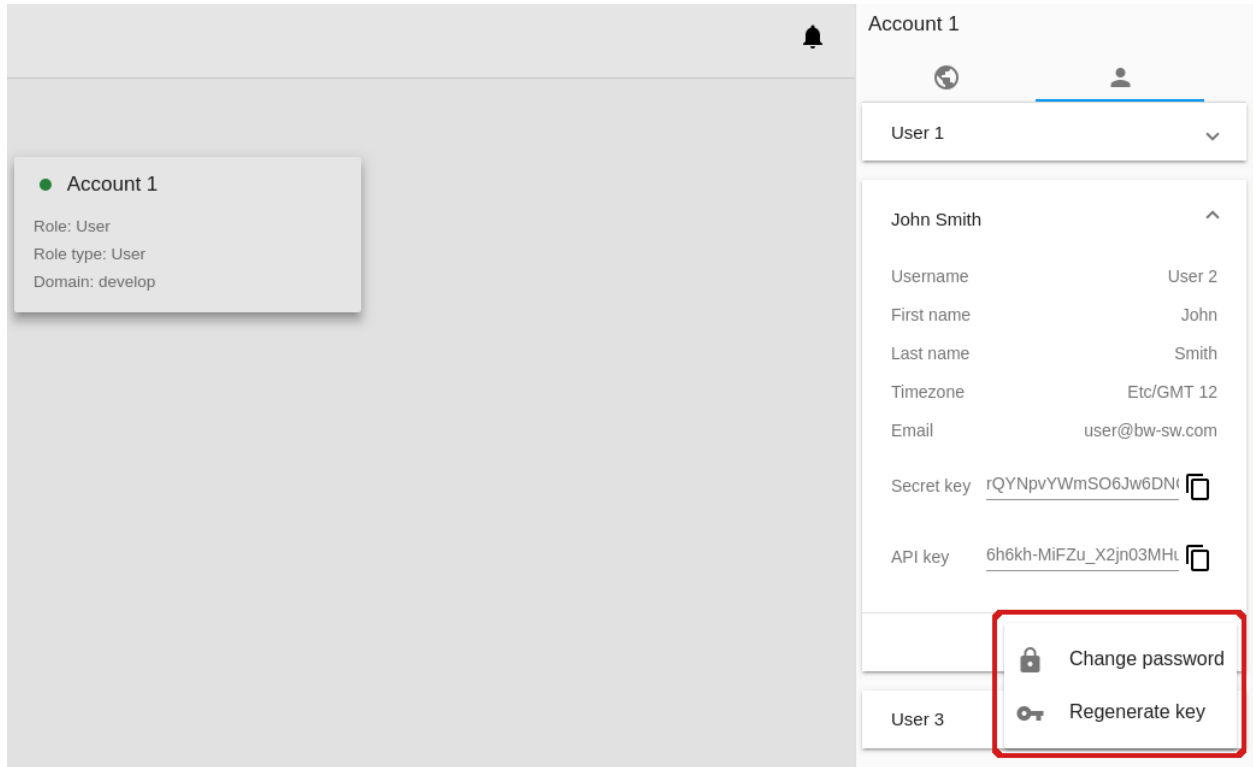 Account 1
Role: User
Role type: User
Domain: develop
Account 1
User 1
John Smith
Username User 2
First name John
Last name Smith
Timezone Etc/GMT 12
Email user@bw-sw.com
Secret key rQYNpvYWmSO6Jw6DN
API key 6h6kh-MiFZu_X2jn03MHu
Change password
Regenerate key
User 3